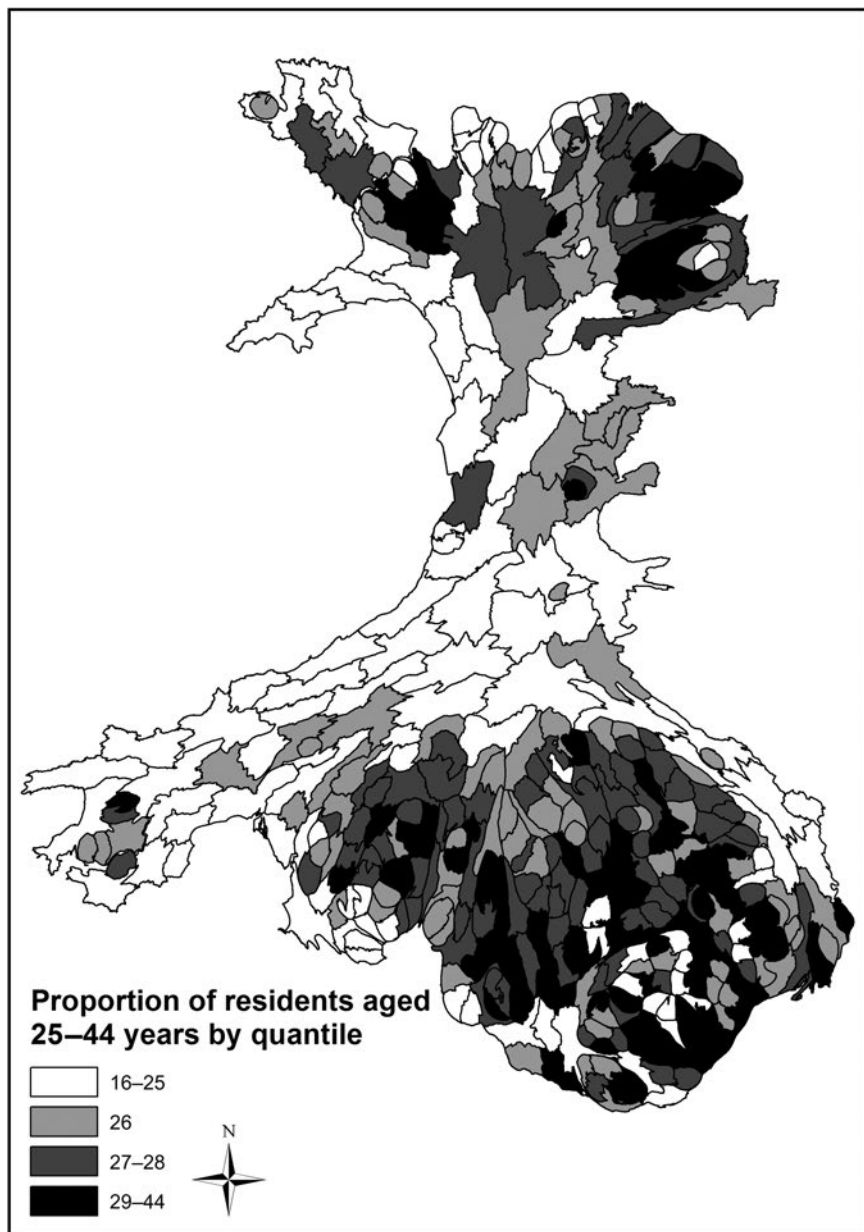 Proportion of residents aged
25–44 years by quantile
16–25
26
27–28
29–44
N